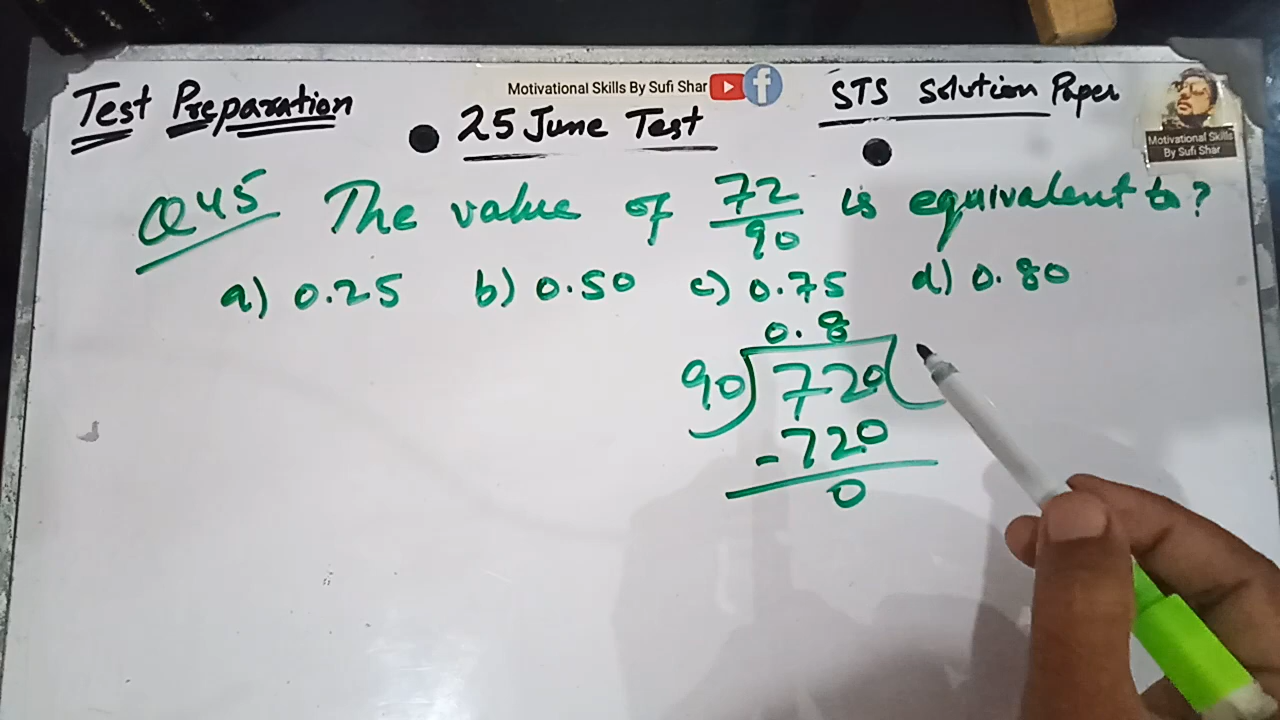 Test Preparation
Motivational Skills By Sufi Shar
STS Solution Paper
25 June Test
Motivational Skills
By Sufi Shar
Q45 The value of 72/90 is equivalent to?
a) 0.25 b) 0.50 c) 0.75 d) 0.80
0.8
90 720
-720
0